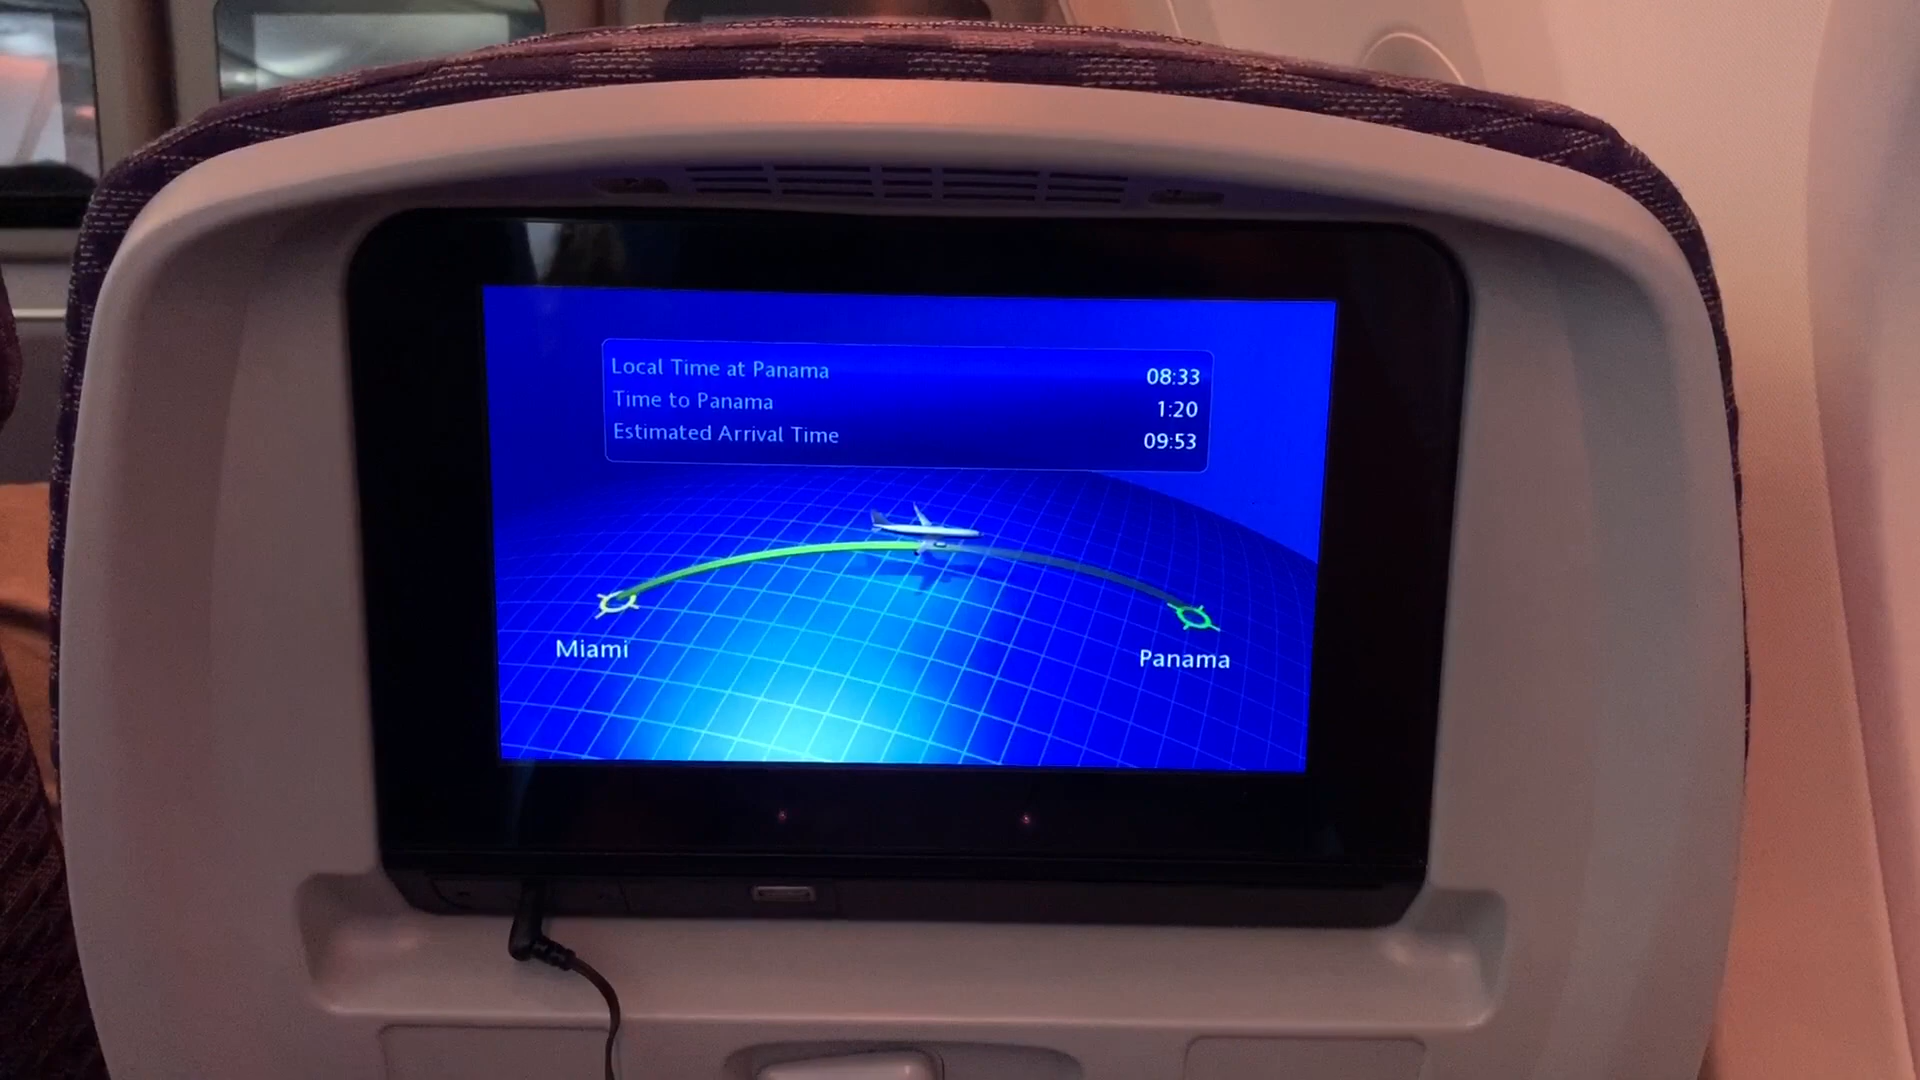 Local Time at Panama 08:33
Time to Panama 1:20
Estimated Arrival Time 09:53
Miami
Panama